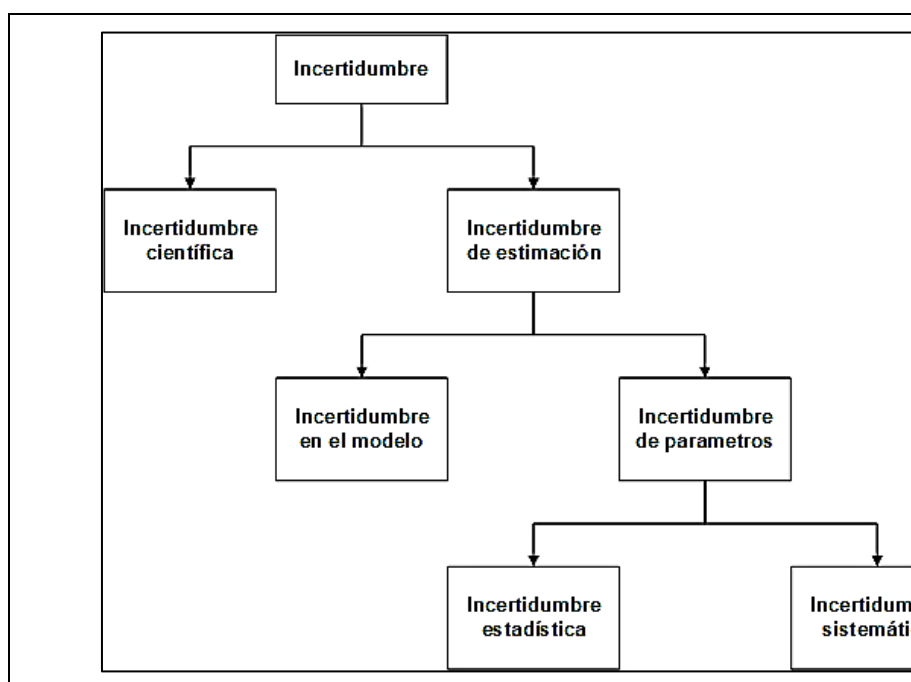 Incertidumbre
Incertidumbre
científica
Incertidumbre
de estimación
Incertidumbre
en el modelo
Incertidumbre
de parametros
Incertidumbre
estadística